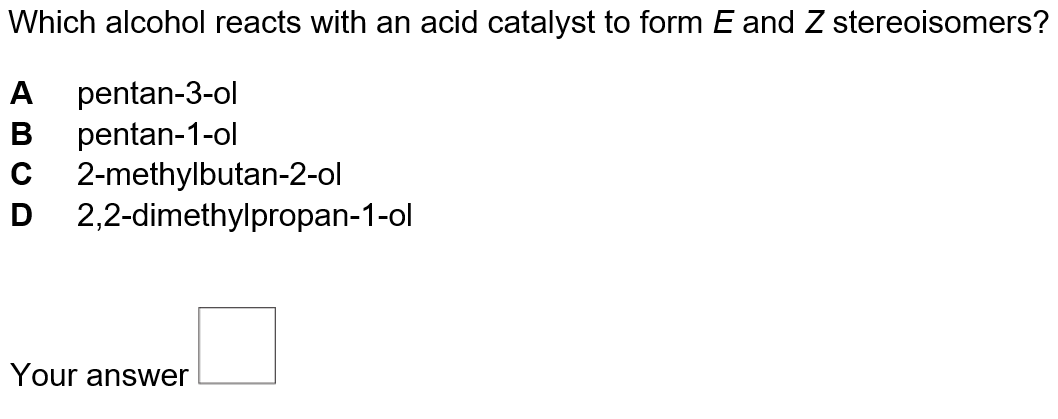 Which alcohol reacts with an acid catalyst to form E and Z stereoisomers?
A pentan-3-ol
B pentan-1-ol
C 2-methylbutan-2-ol
D 2,2-dimethylpropan-1-ol
Your answer